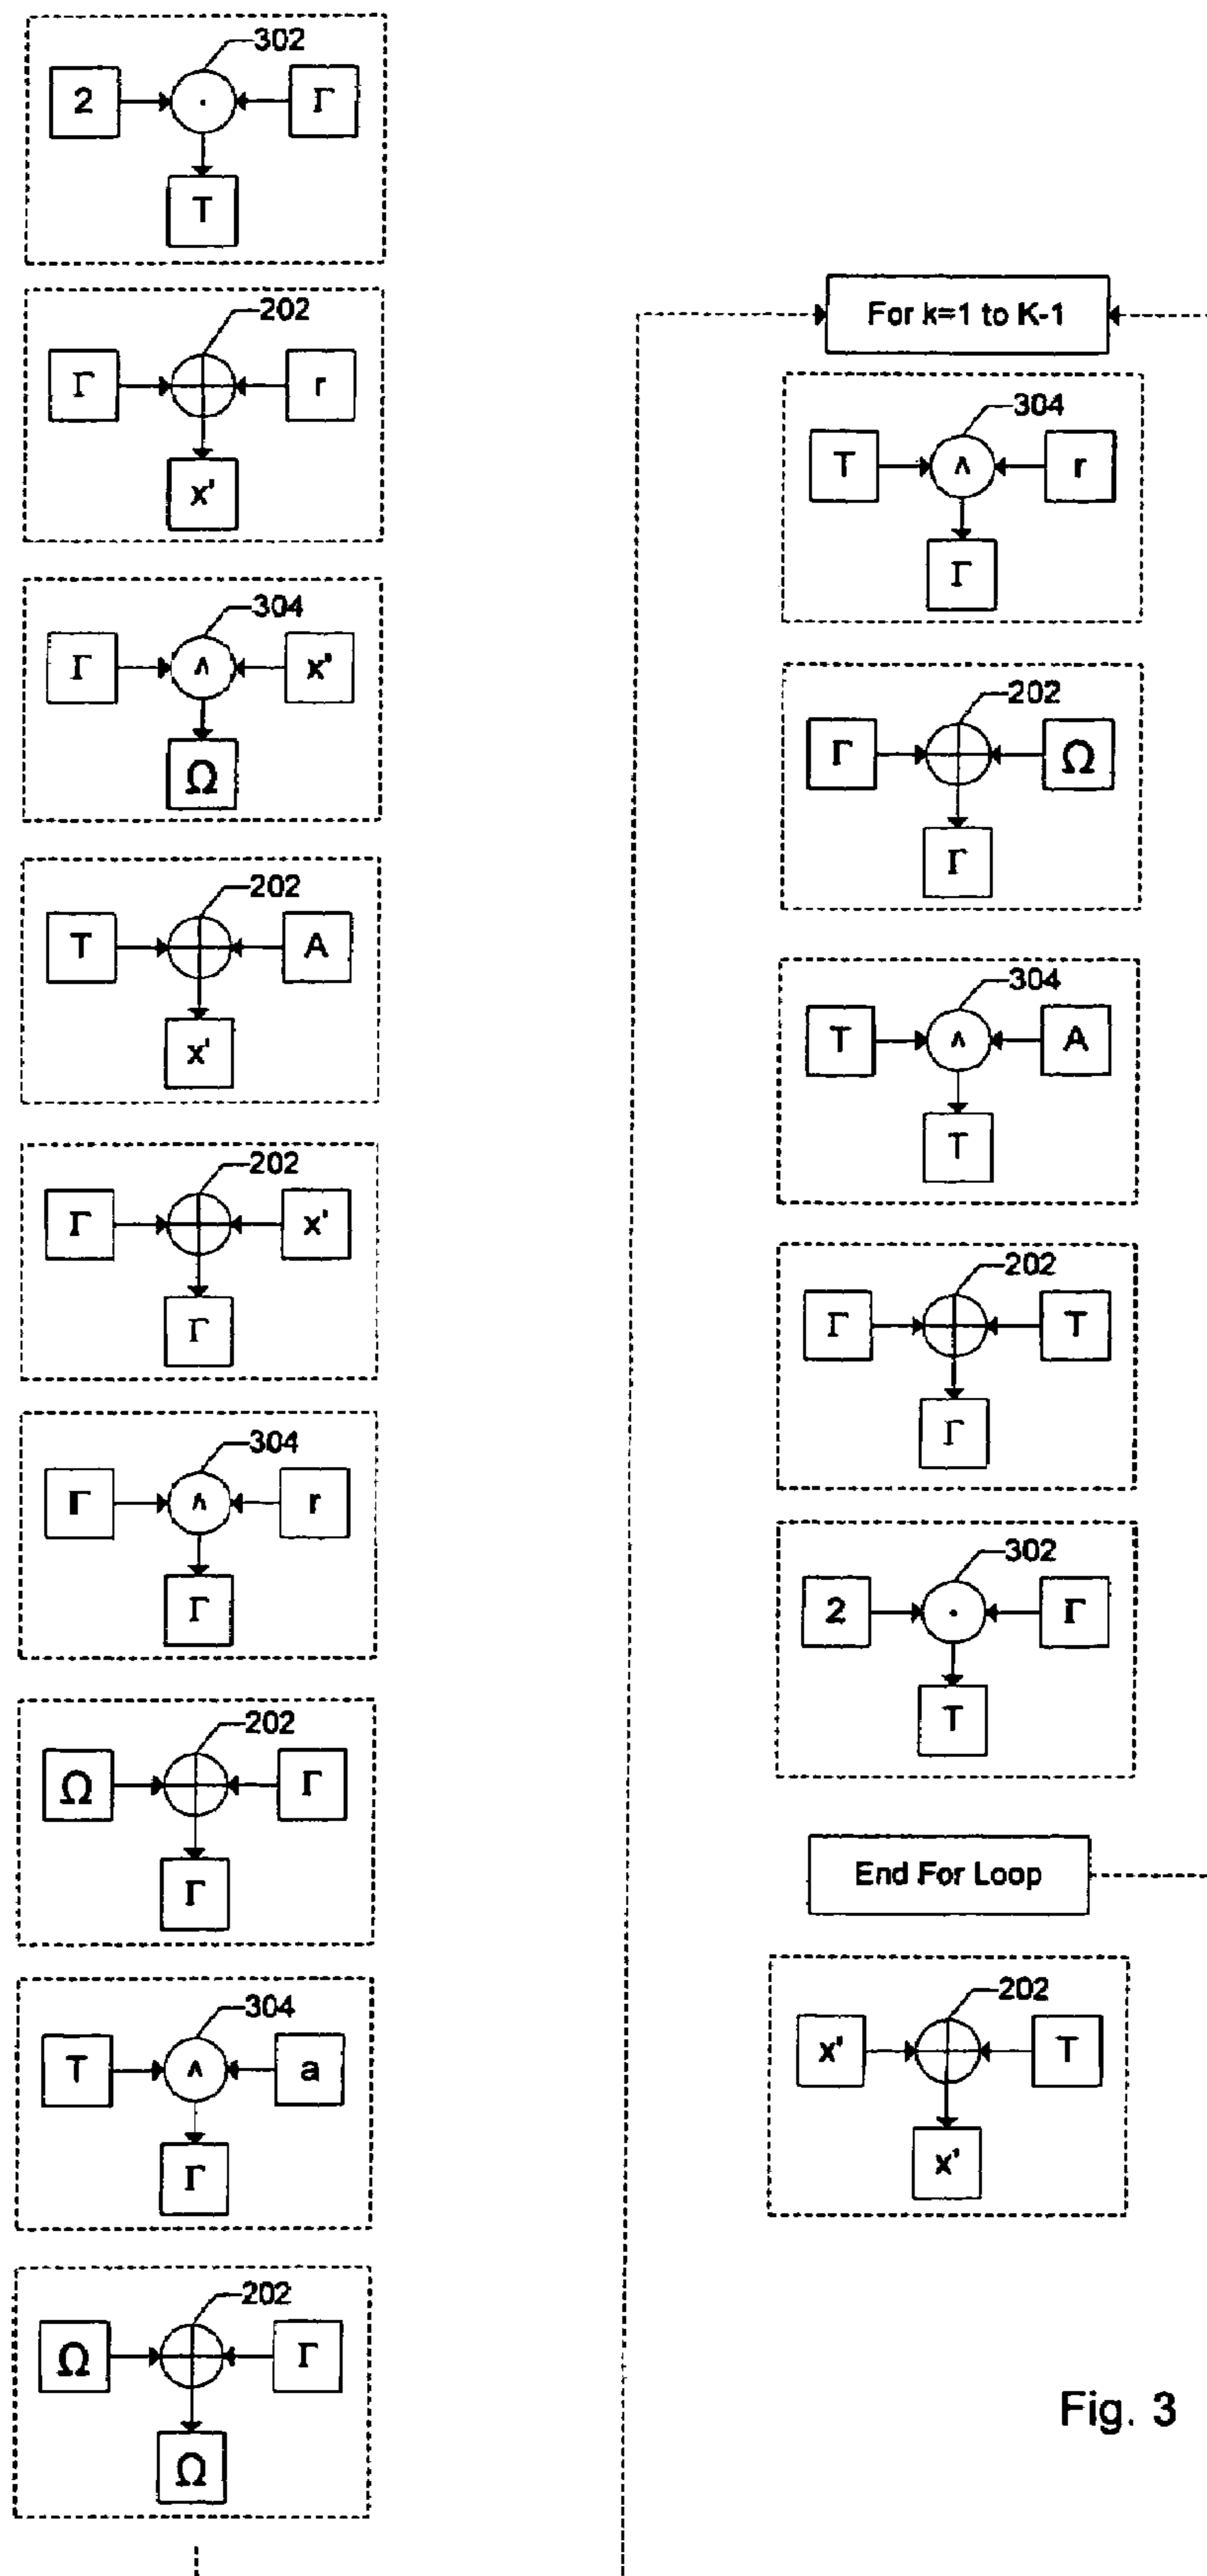 302
2 · Γ
T
202
Γ r
x'
304
Γ ∧ x'
Ω
202
T A
x'
202
Γ x'
Γ
304
Γ ∧ r
Γ
202
Ω Γ
Γ
304
T ∧ a
Γ
202
Ω Γ
Ω
For k=1 to K-1
304
T ∧ r
Γ
202
Γ Ω
Γ
304
T ∧ A
T
202
Γ T
Γ
302
2 · Γ
T
End For Loop
202
x' T
x'
Fig. 3